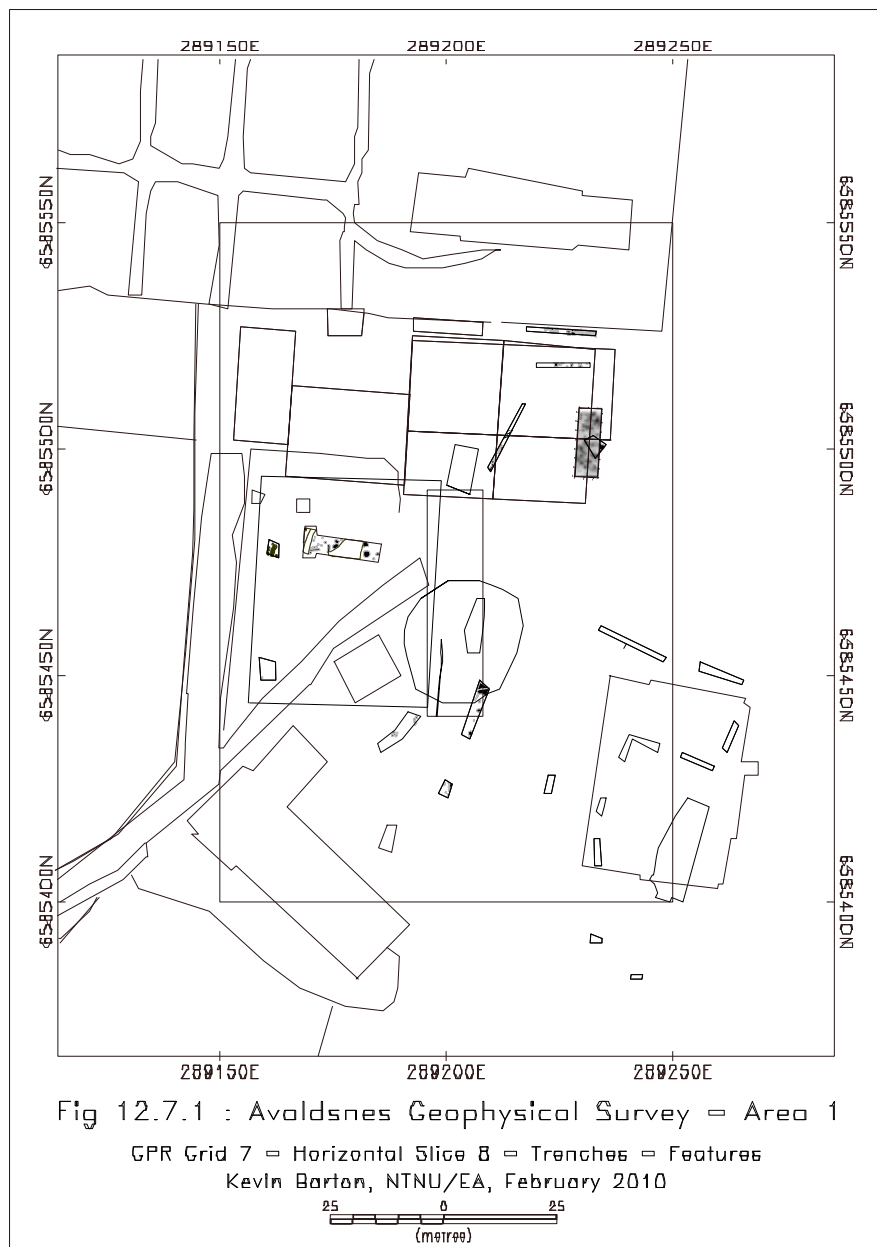 289150E 289200E 289250E
6585550N 6585550N
6585500N 6585500N
6585450N 6585450N
6585400N 6585400N
289150E 289200E 289250E
Fig 12.7.1 : Avaldsnes Geophysical Survey - Area 1
GPR Grid 7 - Horizontal Slice 8 - Trenches - Features
Kevin Barton, NTNU/EA, February 2010
25 0 25
(metres)